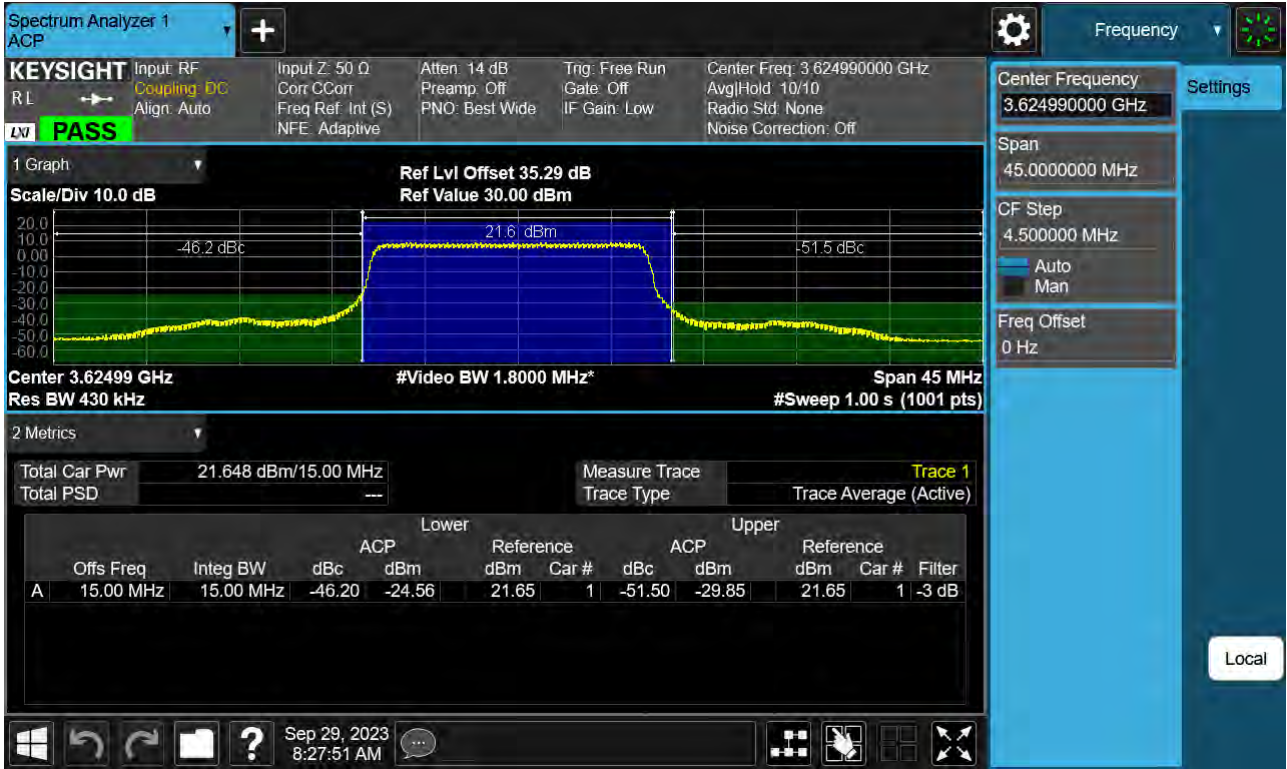 Spectrum Analyzer 1
ACP
+
Frequency
KEYSIGHT
Input: RF
Coupling: DC
Align: Auto
Input Z: 50 Ω
Corr CCorr
Freq Ref: Int (S)
NFE: Adaptive
Atten: 14 dB
Preamp: Off
PNO: Best Wide
Trig: Free Run
Gate: Off
IF Gain: Low
Center Freq: 3.624990000 GHz
Avg|Hold: 10/10
Radio Std: None
Noise Correction: Off
R L
LXI PASS
Center Frequency
3.624990000 GHz
Settings
Span
45.0000000 MHz
CF Step
4.500000 MHz
Auto
Man
Freq Offset
0 Hz
1 Graph
Scale/Div 10.0 dB
Ref Lvl Offset 35.29 dB
Ref Value 30.00 dBm
20.0
10.0
0.00
-10.0
-20.0
-30.0
-40.0
-50.0
-60.0
-46.2 dBc
21.6 dBm
-51.5 dBc
Center 3.62499 GHz
#Video BW 1.8000 MHz*
Span 45 MHz
Res BW 430 kHz
#Sweep 1.00 s (1001 pts)
2 Metrics
Total Car Pwr 21.648 dBm/15.00 MHz
Total PSD ---
Measure Trace Trace 1
Trace Type Trace Average (Active)
Lower Upper
ACP Reference ACP Reference
Offs Freq Integ BW dBc dBm dBm Car # dBc dBm dBm Car # Filter
A 15.00 MHz 15.00 MHz -46.20 -24.56 21.65 1 -51.50 -29.85 21.65 1 -3 dB
Local
?
Sep 29, 2023
8:27:51 AM